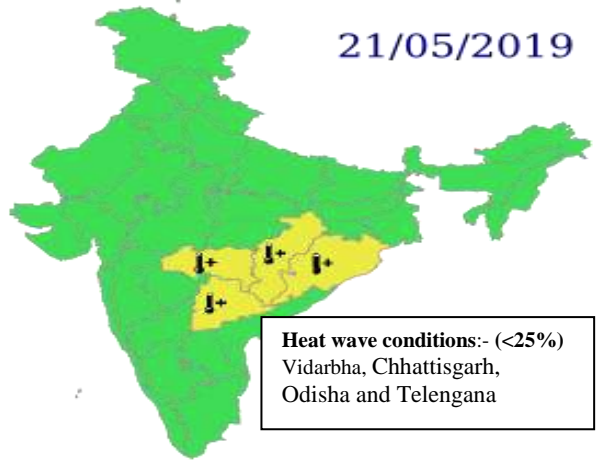 21/05/2019
Heat wave conditions:- (<25%)
Vidarbha, Chhattisgarh,
Odisha and Telengana